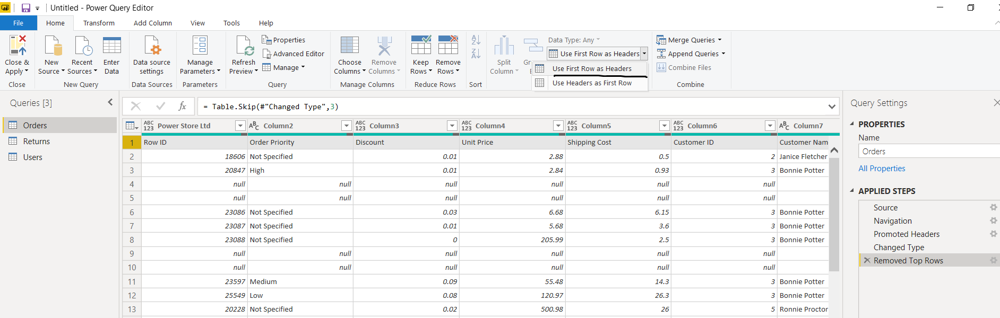 Untitled - Power Query Editor
File Home Transform Add Column View Tools Help
Close & Apply
New Source
Recent Sources
Enter Data
Data source settings
Manage Parameters
Refresh Preview
Properties
Advanced Editor
Manage
Choose Columns
Remove Columns
Keep Rows
Remove Rows
A Z
Z A
Split Column
Data Type: Any
Use First Row as Headers
Use First Row as Headers
Use Headers as First Row
Merge Queries
Append Queries
Combine Files
Close New Query Data Sources Parameters Query Manage Columns Reduce Rows Sort Combine
Queries [3]
Orders
Returns
Users
fx = Table.Skip(#"Changed Type",3)
ABC 123 Power Store Ltd ABC Column2 ABC 123 Column3 ABC 123 Column4 ABC 123 Column5 ABC 123 Column6 ABC Column7
1 Row ID Order Priority Discount Unit Price Shipping Cost Customer ID Customer Nam
2 18606 Not Specified 0.01 2.88 0.5 2 Janice Fletcher
3 20847 High 0.01 2.84 0.93 3 Bonnie Potter
4 null null null null null null
5 null null null null null null
6 23086 Not Specified 0.03 6.68 6.15 3 Bonnie Potter
7 23087 Not Specified 0.01 5.68 3.6 3 Bonnie Potter
8 23088 Not Specified 0 205.99 2.5 3 Bonnie Potter
9 null null null null null null
10 null null null null null null
11 23597 Medium 0.09 55.48 14.3 3 Bonnie Potter
12 25549 Low 0.08 120.97 26.3 3 Bonnie Potter
13 20228 Not Specified 0.02 500.98 26 5 Ronnie Proctor
Query Settings
PROPERTIES
Name
Orders
All Properties
APPLIED STEPS
Source
Navigation
Promoted Headers
Changed Type
Removed Top Rows